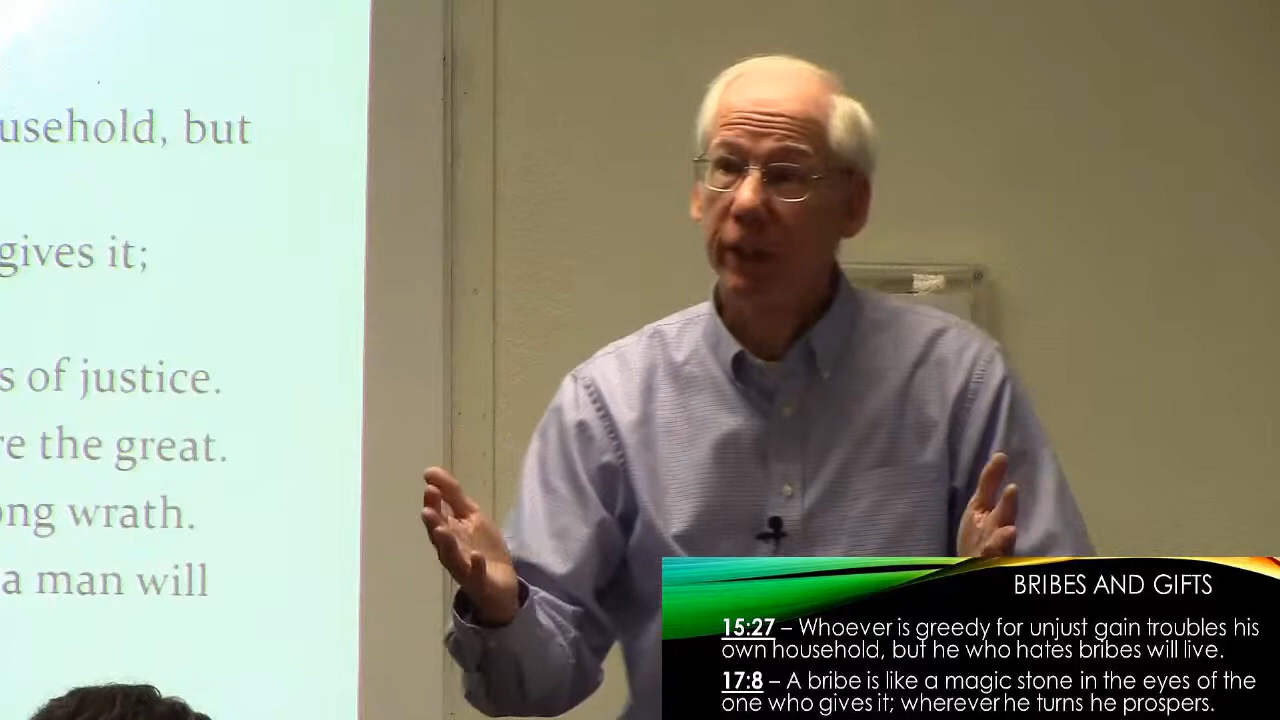 usehold, but
gives it;
s of justice.
re the great.
ong wrath.
a man will
BRIBES AND GIFTS
15:27 – Whoever is greedy for unjust gain troubles his
own household, but he who hates bribes will live.
17:8 – A bribe is like a magic stone in the eyes of the
one who gives it; wherever he turns he prospers.